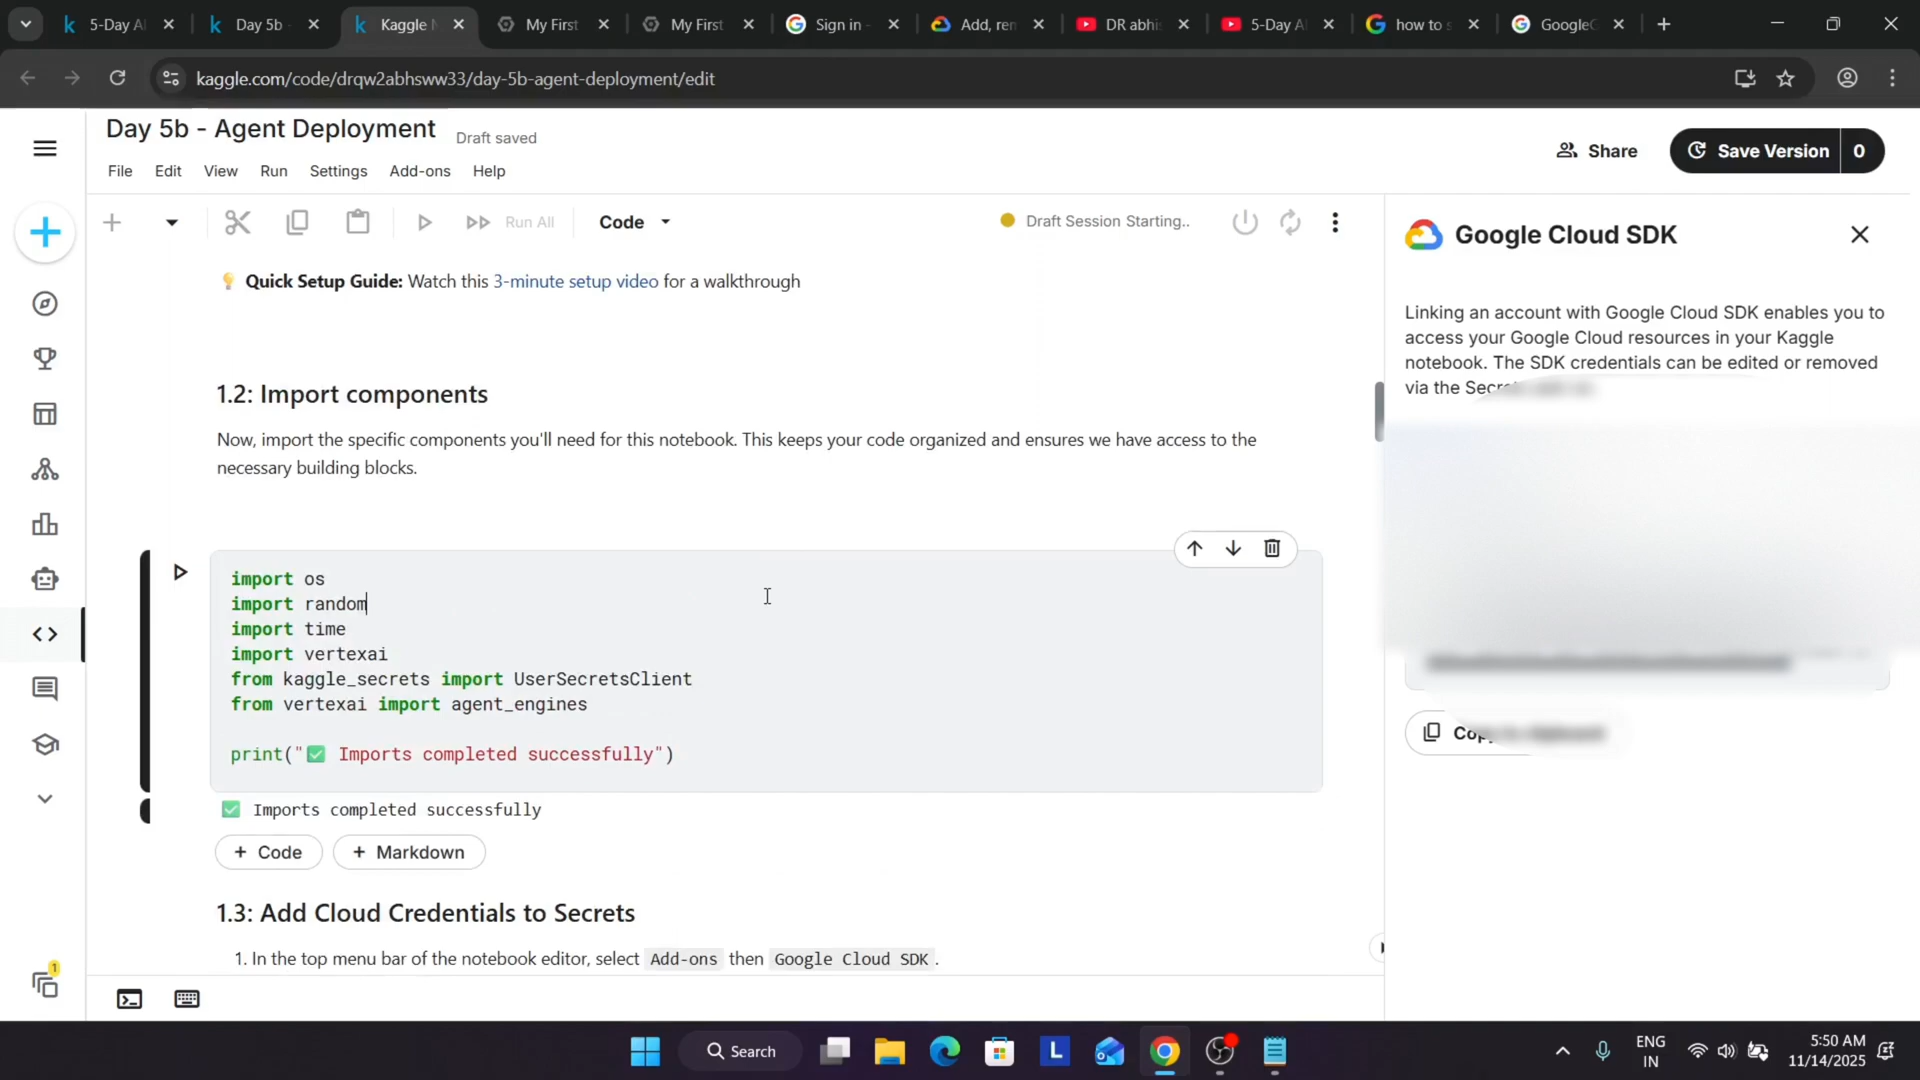 5-Day AI
Day 5b -
Kaggle N
My First
My First
Sign in -
Add, ren
DR abhi
5-Day AI
how to s
GoogleC
kaggle.com/code/drqw2abhsww33/day-5b-agent-deployment/edit
Day 5b - Agent Deployment
Draft saved
File
Edit
View
Run
Settings
Add-ons
Help
Share
Save Version
0
Run All
Code
Draft Session Starting..
Google Cloud SDK
💡 Quick Setup Guide: Watch this 3-minute setup video for a walkthrough
Linking an account with Google Cloud SDK enables you to
access your Google Cloud resources in your Kaggle
notebook. The SDK credentials can be edited or removed
via the
1.2: Import components
Now, import the specific components you'll need for this notebook. This keeps your code organized and ensures we have access to the
necessary building blocks.
import os
import random
import time
import vertexai
from kaggle_secrets import UserSecretsClient
from vertexai import agent_engines
print("✅ Imports completed successfully")
✅ Imports completed successfully
+ Code
+ Markdown
1.3: Add Cloud Credentials to Secrets
1. In the top menu bar of the notebook editor, select Add-ons then Google Cloud SDK .
1
Search
L
ENG
IN
5:50 AM
11/14/2025